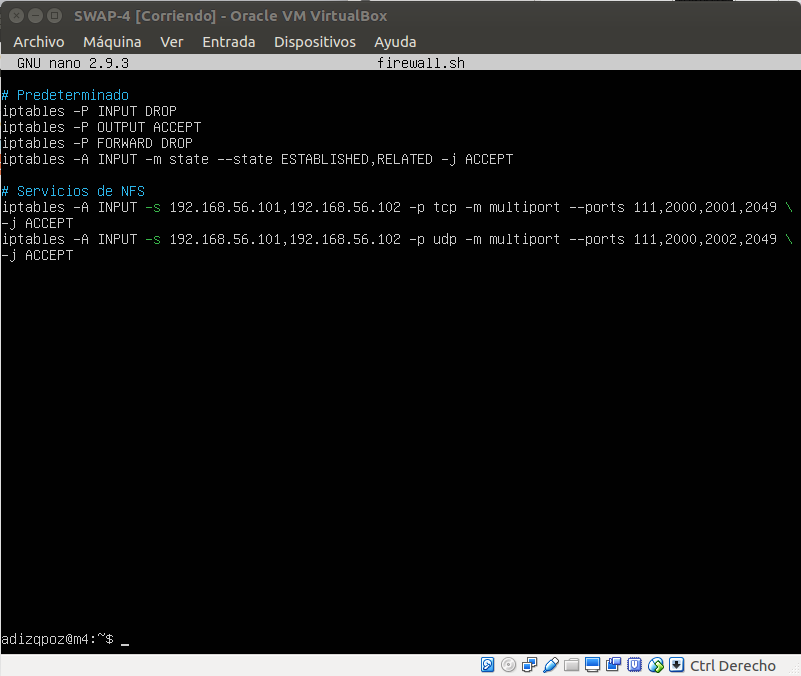 SWAP-4 [Corriendo] - Oracle VM VirtualBox
Archivo Máquina Ver Entrada Dispositivos Ayuda
GNU nano 2.9.3 firewall.sh
# Predeterminado
iptables -P INPUT DROP
iptables -P OUTPUT ACCEPT
iptables -P FORWARD DROP
iptables -A INPUT -m state --state ESTABLISHED,RELATED -j ACCEPT
# Servicios de NFS
iptables -A INPUT -s 192.168.56.101,192.168.56.102 -p tcp -m multiport --ports 111,2000,2001,2049 \
-j ACCEPT
iptables -A INPUT -s 192.168.56.101,192.168.56.102 -p udp -m multiport --ports 111,2000,2002,2049 \
-j ACCEPT
adizqpoz@m4:~$ _
Ctrl Derecho